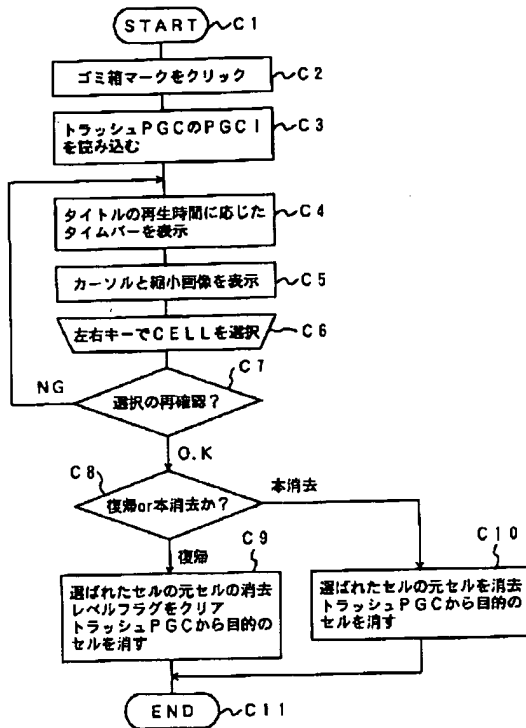 START
C1
ゴミ箱マークをクリック
C2
トラッシュPGCのPGCI
を読み込む
C3
タイトルの再生時間に応じた
タイムバーを表示
C4
カーソルと縮小画像を表示
C5
左右キーでCELLを選択
C6
C7
NG
選択の再確認?
O.K
C8
復帰or本消去か?
本消去
復帰
C9
選ばれたセルの元セルの消去
レベルフラグをクリア
トラッシュPGCから目的の
セルを消す
C10
選ばれたセルの元セルを消去
トラッシュPGCから目的の
セルを消す
END
C11